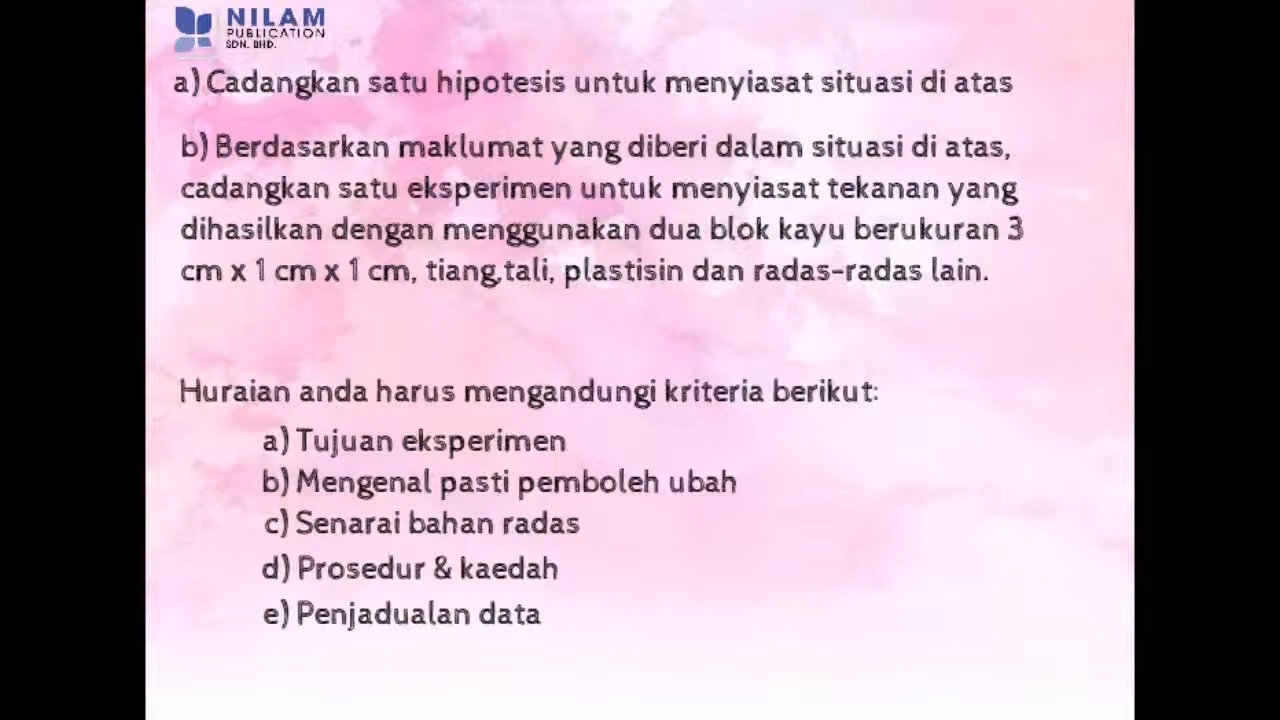 NILAM
PUBLICATION
SDN. BHD.
a) Cadangkan satu hipotesis untuk menyiasat situasi di atas
b) Berdasarkan maklumat yang diberi dalam situasi di atas,
cadangkan satu eksperimen untuk menyiasat tekanan yang
dihasilkan dengan menggunakan dua blok kayu berukuran 3
cm x 1 cm x 1 cm, tiang,tali, plastisin dan radas-radas lain.
Huraian anda harus mengandungi kriteria berikut:
a) Tujuan eksperimen
b) Mengenal pasti pemboleh ubah
c) Senarai bahan radas
d) Prosedur & kaedah
e) Penjadualan data